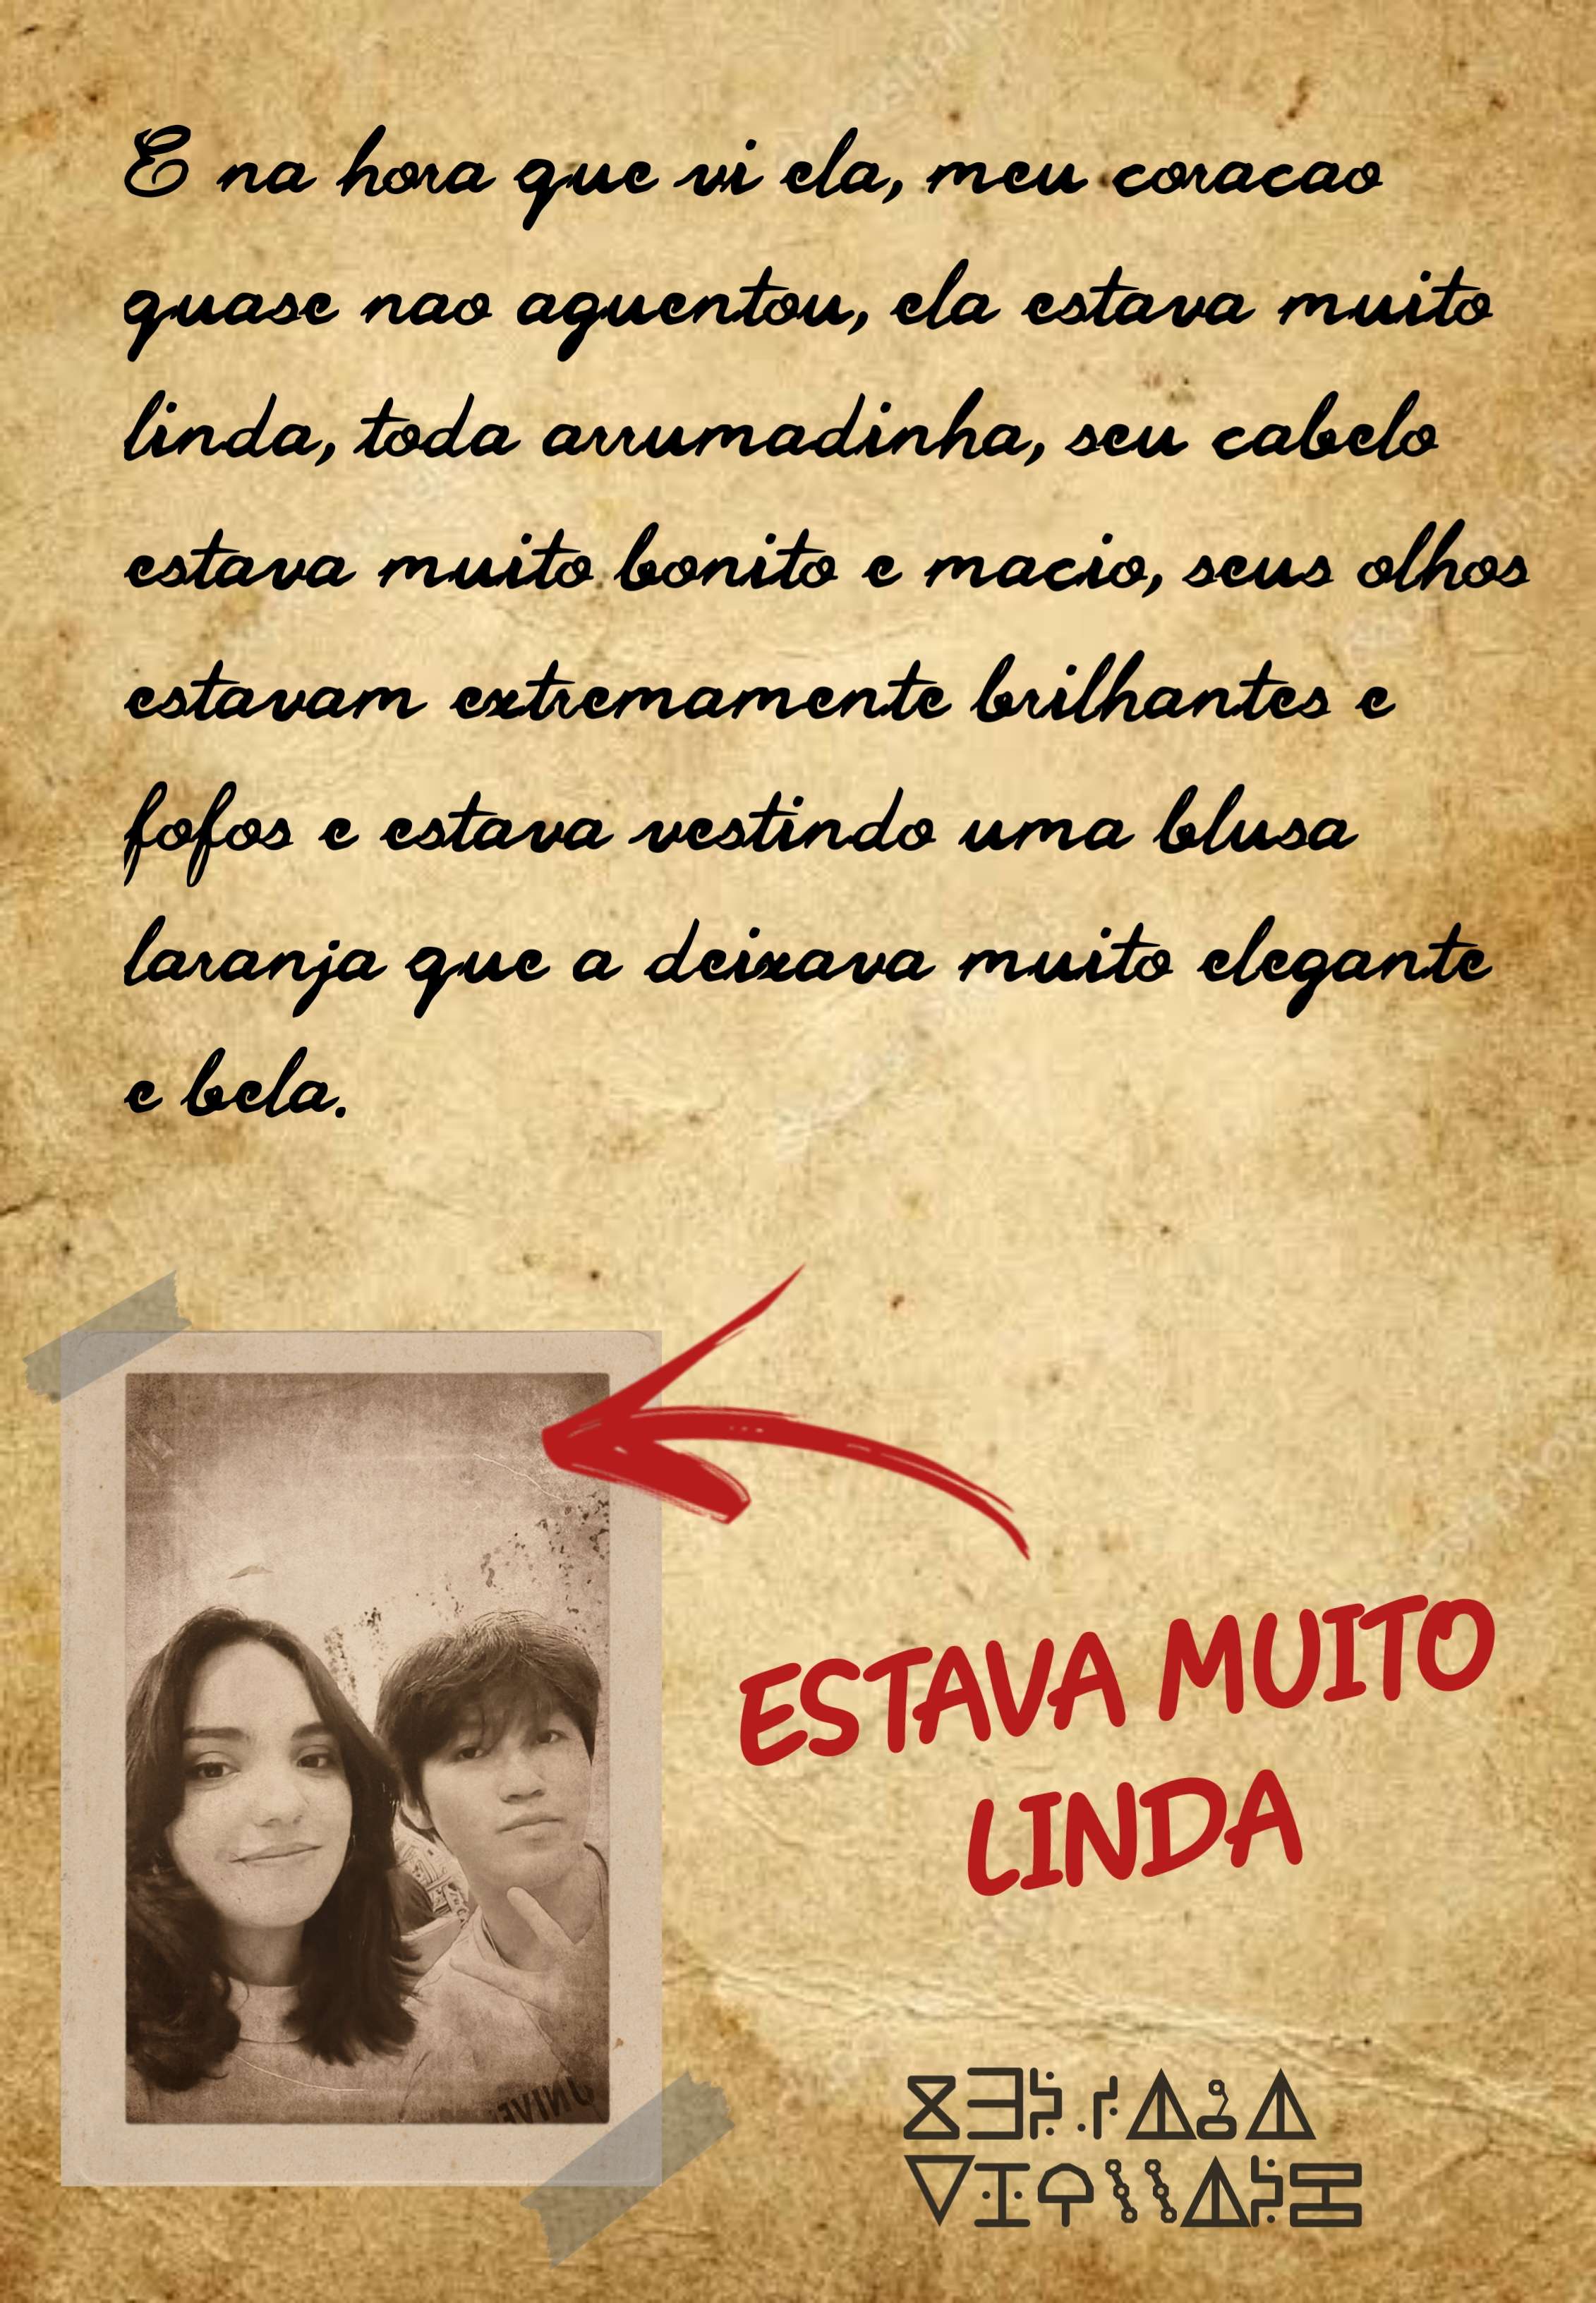 E na hora que vi ela, meu coracao
quase nao aguentou, ela estava muito
linda, toda arrumadinha, seu cabelo
estava muito bonito e macio, seus olhos
estavam extremamente brilhantes e
fofos e estava vestindo uma blusa
laranja que a deixava muito elegante
e bela.
ESTAVA MUITO
LINDA